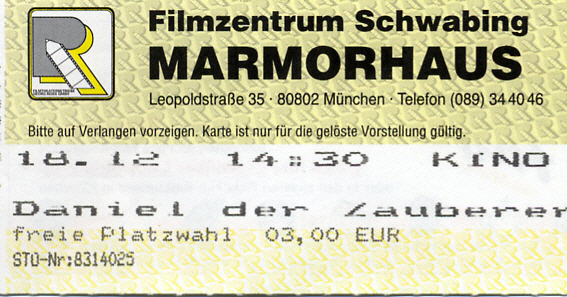 Filmzentrum Schwabing
MARMORHAUS
Leopoldstraße 35 · 80802 München · Telefon (089) 34 40 46
Bitte auf Verlangen vorzeigen. Karte ist nur für die gelöste Vorstellung gültig.
18.12 14:30 KINO
Daniel der Zauberer
freie Platzwahl 03,00 EUR
STO-Nr:8314025